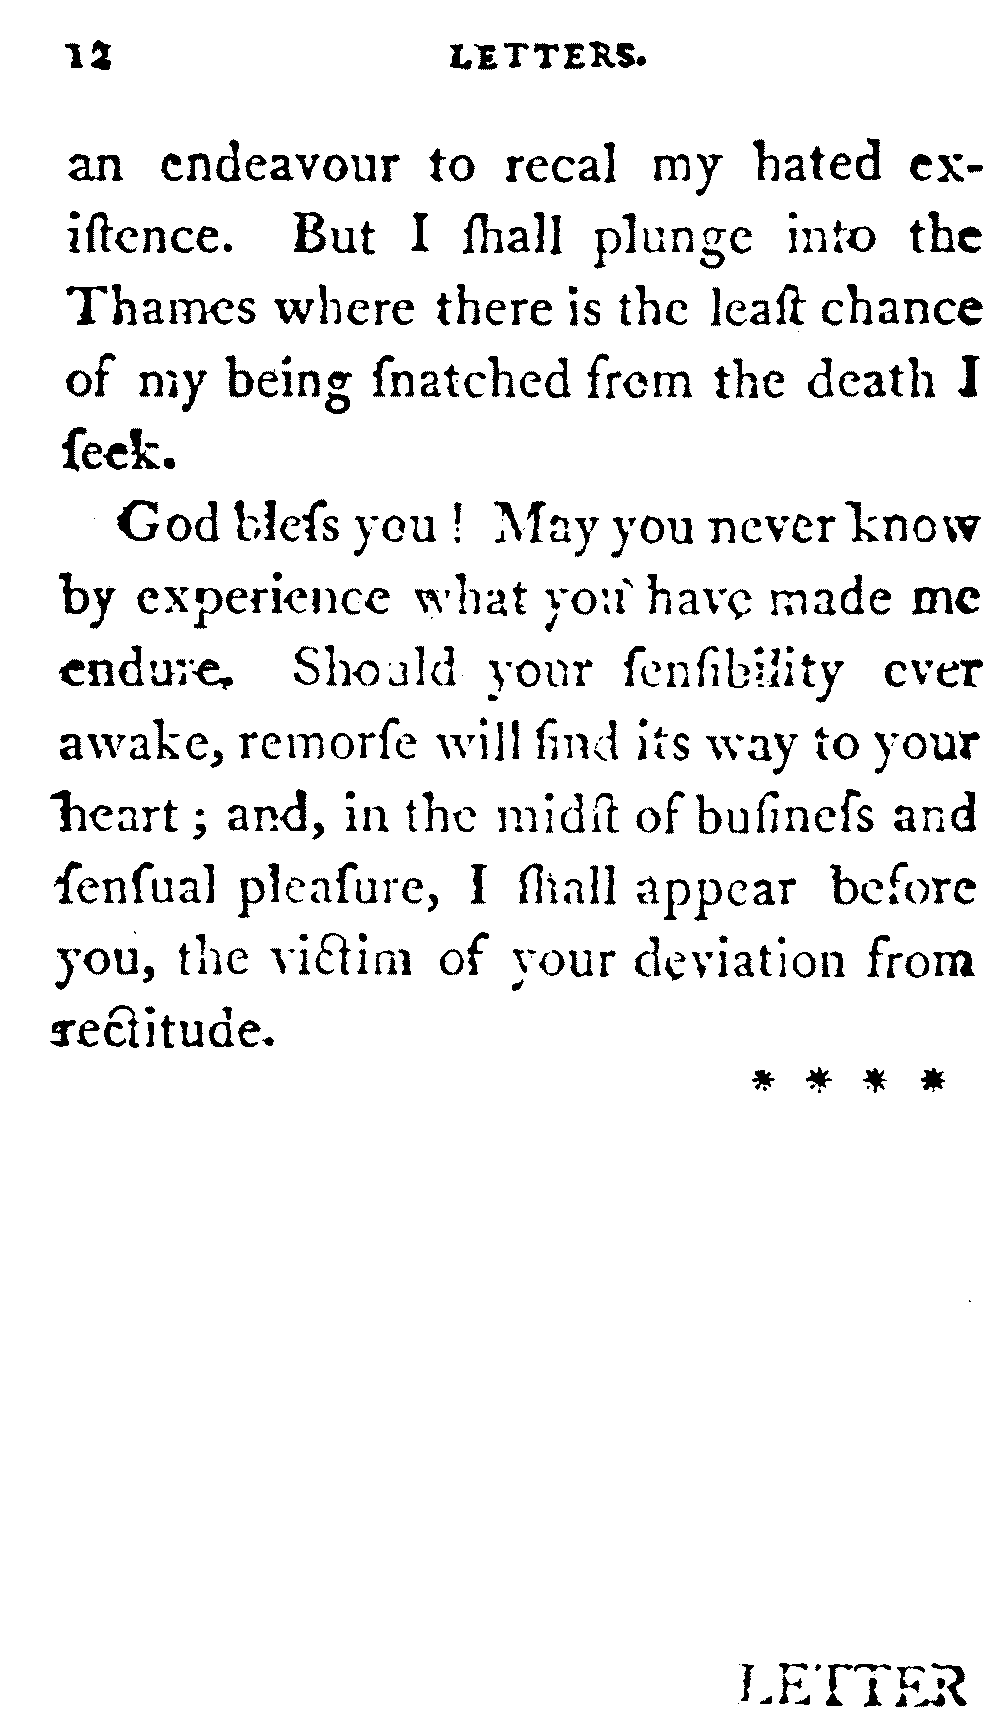 12 LETTERS.
an endeavour to recal my hated ex-
iſtence. But I ſhall plunge into the
Thames where there is the leaſt chance
of my being ſnatched from the death I
ſeek.
God bleſs you! May you never know
by experience what you have made me
endure. Should your ſenſibility ever
awake, remorſe will find its way to your
heart; and, in the midſt of buſineſs and
ſenſual pleaſure, I ſhall appear before
you, the victim of your deviation from
rectitude.
* * * *
LETTER